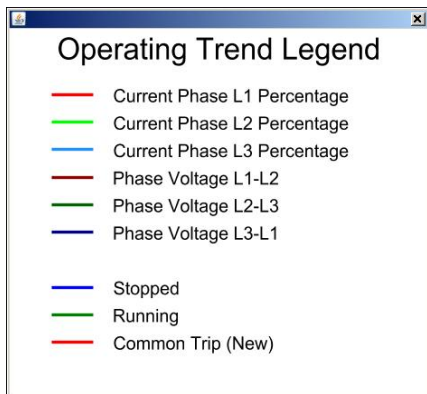 Operating Trend Legend
Current Phase L1 Percentage
Current Phase L2 Percentage
Current Phase L3 Percentage
Phase Voltage L1-L2
Phase Voltage L2-L3
Phase Voltage L3-L1
Stopped
Running
Common Trip (New)